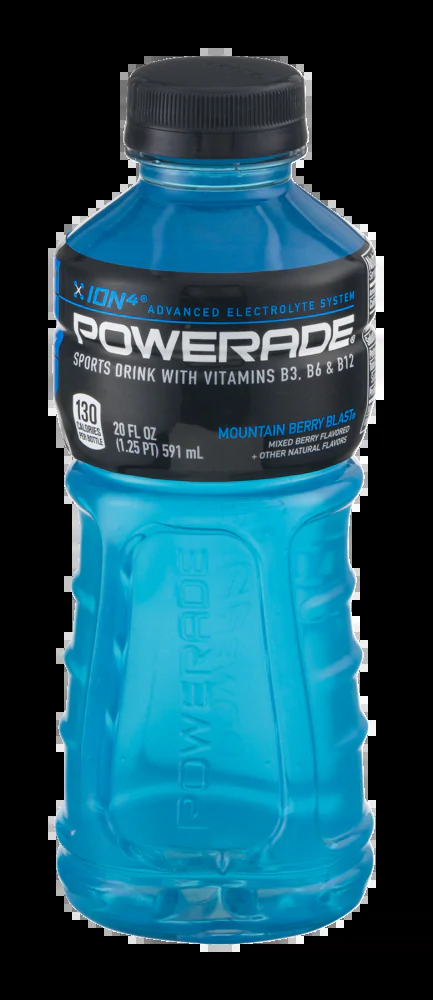 ION4®
ADVANCED ELECTROLYTE SYSTEM
POWERADE®
SPORTS DRINK WITH VITAMINS B3, B6 & B12
130
CALORIES
PER BOTTLE
20 FL OZ
(1.25 PT) 591 mL
MOUNTAIN BERRY BLAST®
MIXED BERRY FLAVORED
+ OTHER NATURAL FLAVORS
POWERADE